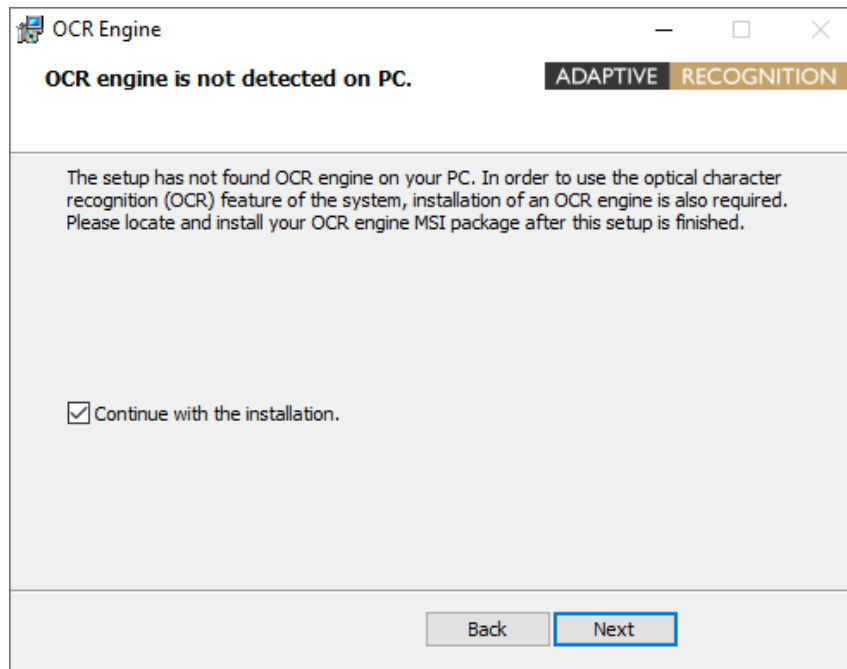 OCR Engine
OCR engine is not detected on PC.
ADAPTIVE RECOGNITION
The setup has not found OCR engine on your PC. In order to use the optical character
recognition (OCR) feature of the system, installation of an OCR engine is also required.
Please locate and install your OCR engine MSI package after this setup is finished.
Continue with the installation.
Back
Next